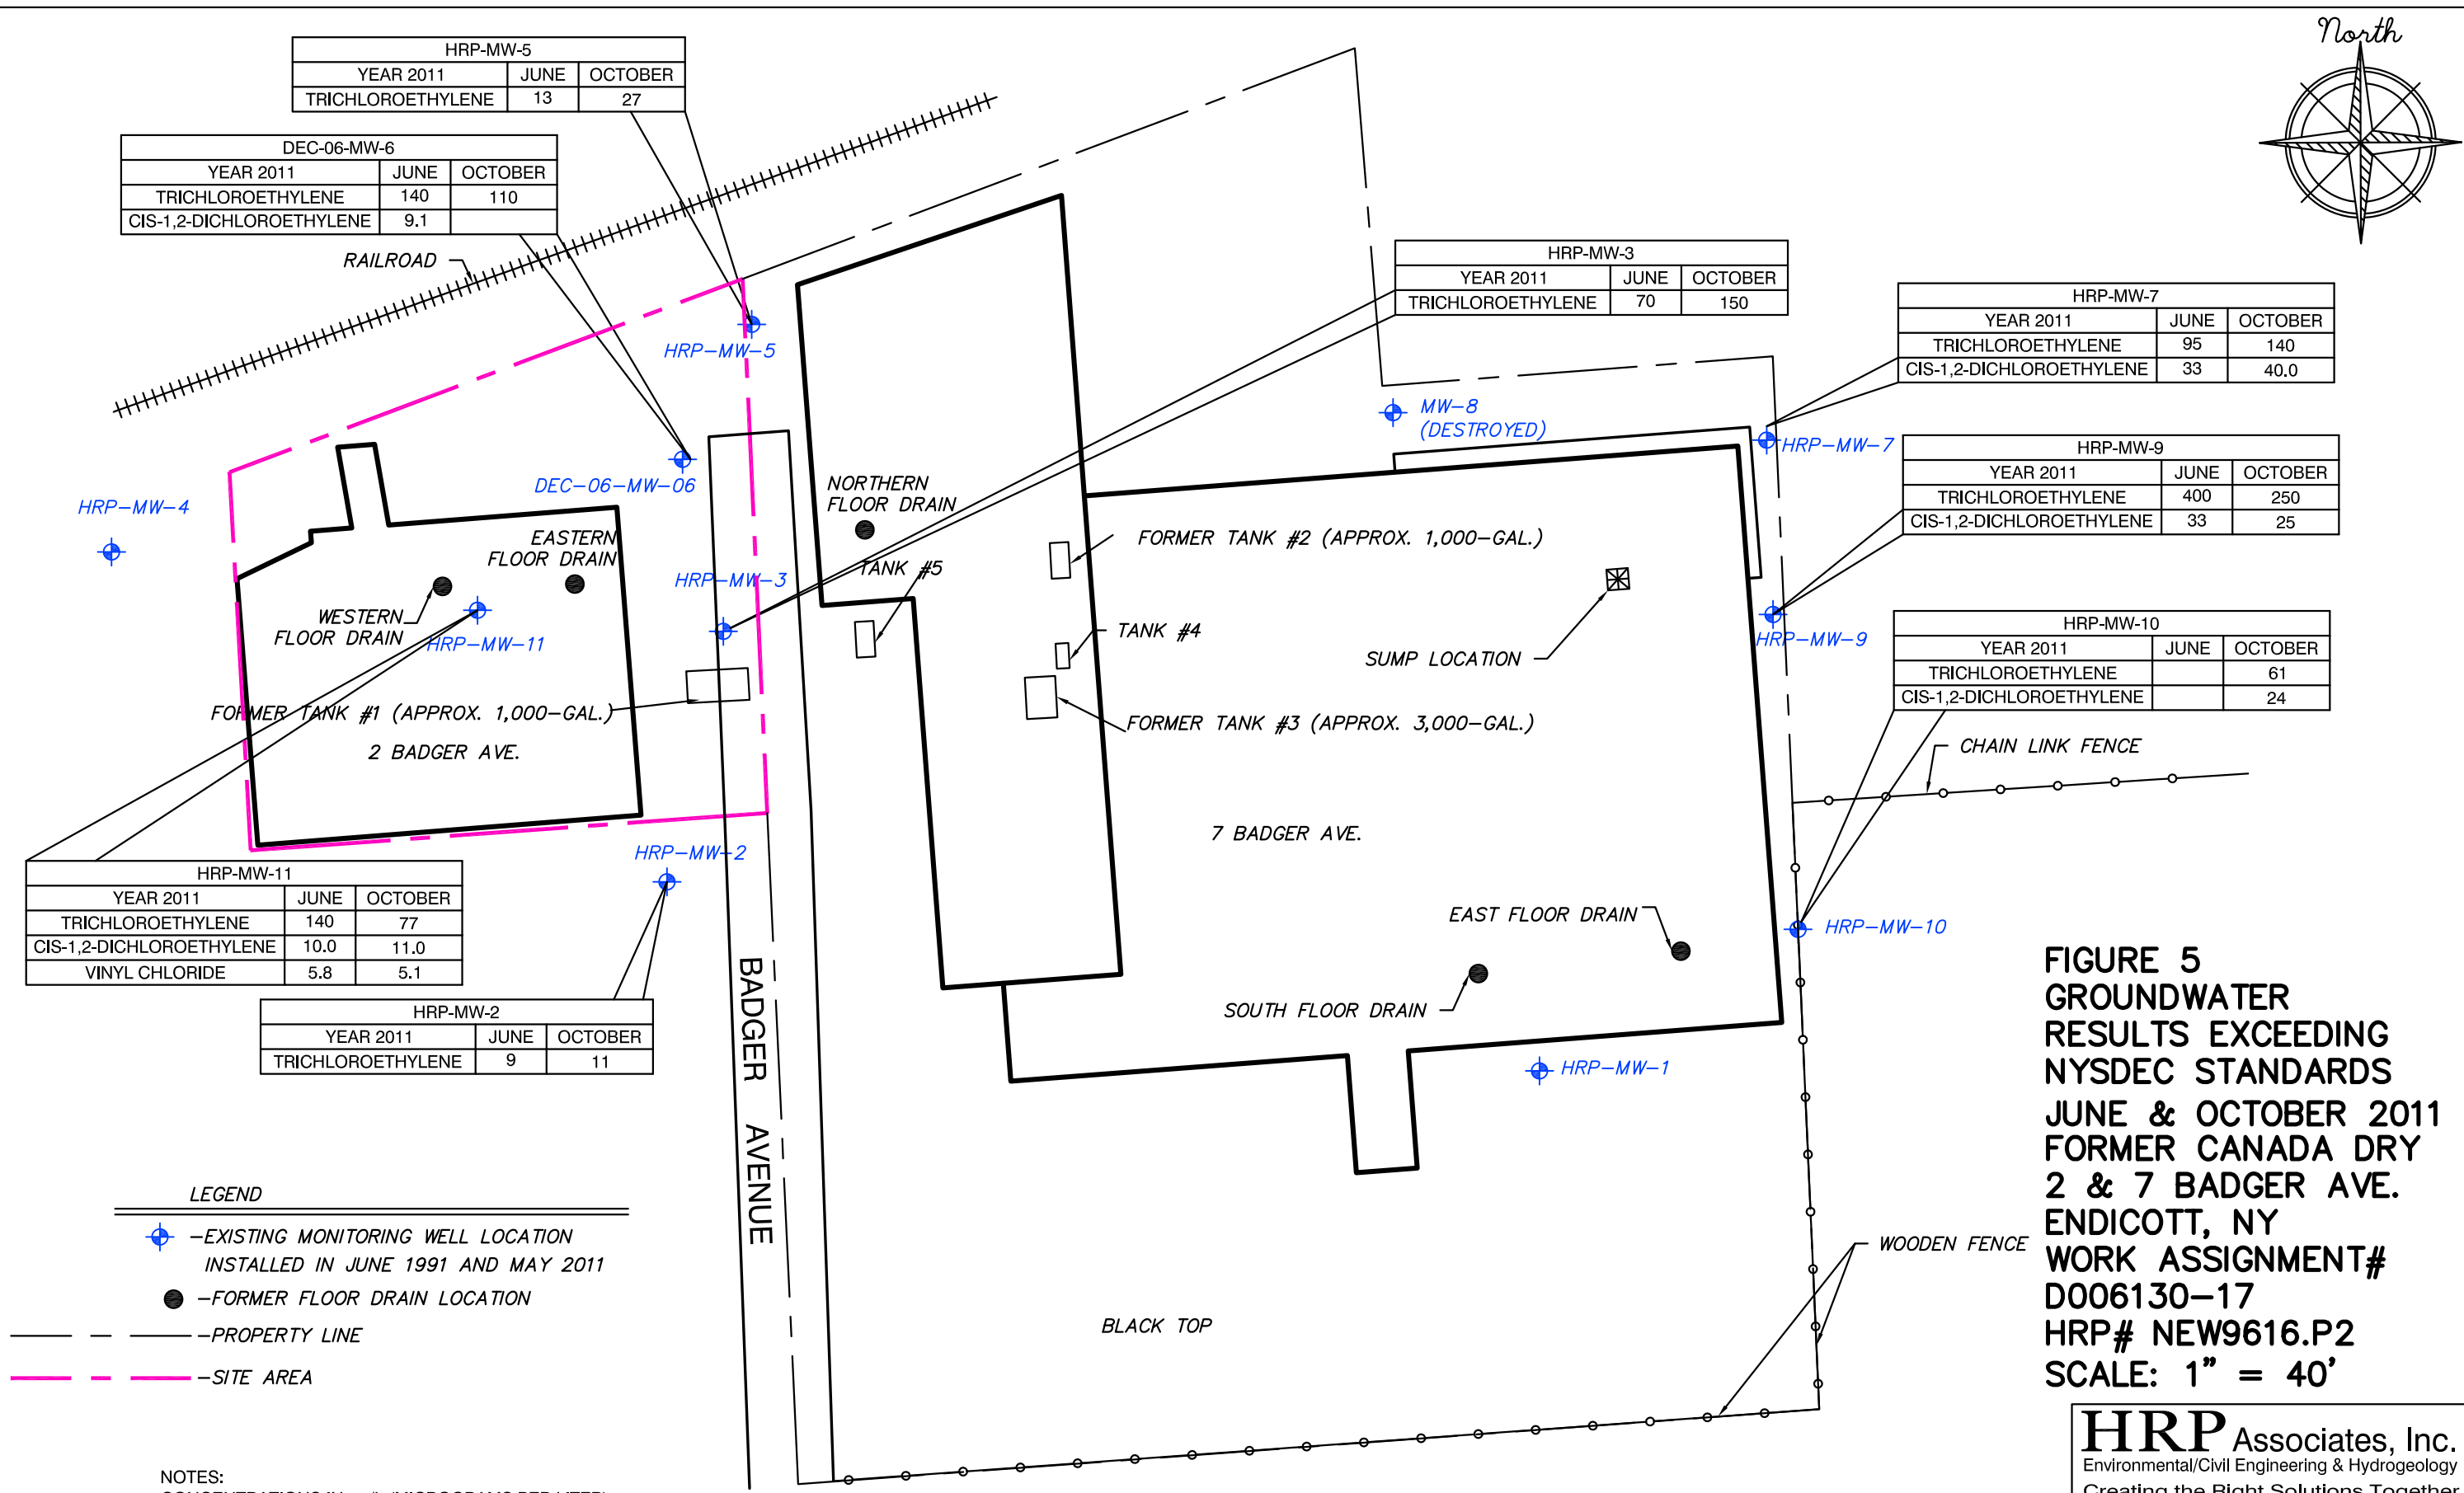 North
HRP-MW-5
YEAR 2011 JUNE OCTOBER
TRICHLOROETHYLENE 13 27
DEC-06-MW-6
YEAR 2011 JUNE OCTOBER
TRICHLOROETHYLENE 140 110
CIS-1,2-DICHLOROETHYLENE 9.1
RAILROAD
HRP-MW-3
YEAR 2011 JUNE OCTOBER
TRICHLOROETHYLENE 70 150
HRP-MW-7
YEAR 2011 JUNE OCTOBER
TRICHLOROETHYLENE 95 140
CIS-1,2-DICHLOROETHYLENE 33 40.0
HRP-MW-5
MW-8
(DESTROYED)
HRP-MW-7
HRP-MW-9
YEAR 2011 JUNE OCTOBER
TRICHLOROETHYLENE 400 250
CIS-1,2-DICHLOROETHYLENE 33 25
HRP-MW-4
DEC-06-MW-06
NORTHERN
FLOOR DRAIN
EASTERN
FLOOR DRAIN
FORMER TANK #2 (APPROX. 1,000-GAL.)
HRP-MW-3
TANK #5
WESTERN
FLOOR DRAIN
HRP-MW-11
TANK #4
SUMP LOCATION
HRP-MW-9
HRP-MW-10
YEAR 2011 JUNE OCTOBER
TRICHLOROETHYLENE 61
CIS-1,2-DICHLOROETHYLENE 24
FORMER TANK #1 (APPROX. 1,000-GAL.)
FORMER TANK #3 (APPROX. 3,000-GAL.)
2 BADGER AVE.
CHAIN LINK FENCE
7 BADGER AVE.
HRP-MW-2
HRP-MW-11
YEAR 2011 JUNE OCTOBER
TRICHLOROETHYLENE 140 77
CIS-1,2-DICHLOROETHYLENE 10.0 11.0
VINYL CHLORIDE 5.8 5.1
EAST FLOOR DRAIN
HRP-MW-10
SOUTH FLOOR DRAIN
HRP-MW-2
YEAR 2011 JUNE OCTOBER
TRICHLOROETHYLENE 9 11
HRP-MW-1
BADGER AVENUE
FIGURE 5
GROUNDWATER
RESULTS EXCEEDING
NYSDEC STANDARDS
JUNE & OCTOBER 2011
FORMER CANADA DRY
2 & 7 BADGER AVE.
ENDICOTT, NY
WORK ASSIGNMENT#
D006130-17
HRP# NEW9616.P2
SCALE: 1" = 40'
LEGEND
-EXISTING MONITORING WELL LOCATION
INSTALLED IN JUNE 1991 AND MAY 2011
-FORMER FLOOR DRAIN LOCATION
-PROPERTY LINE
-SITE AREA
WOODEN FENCE
BLACK TOP
HRP Associates, Inc.
Environmental/Civil Engineering & Hydrogeology
Creating the Right Solutions Together
NOTES: